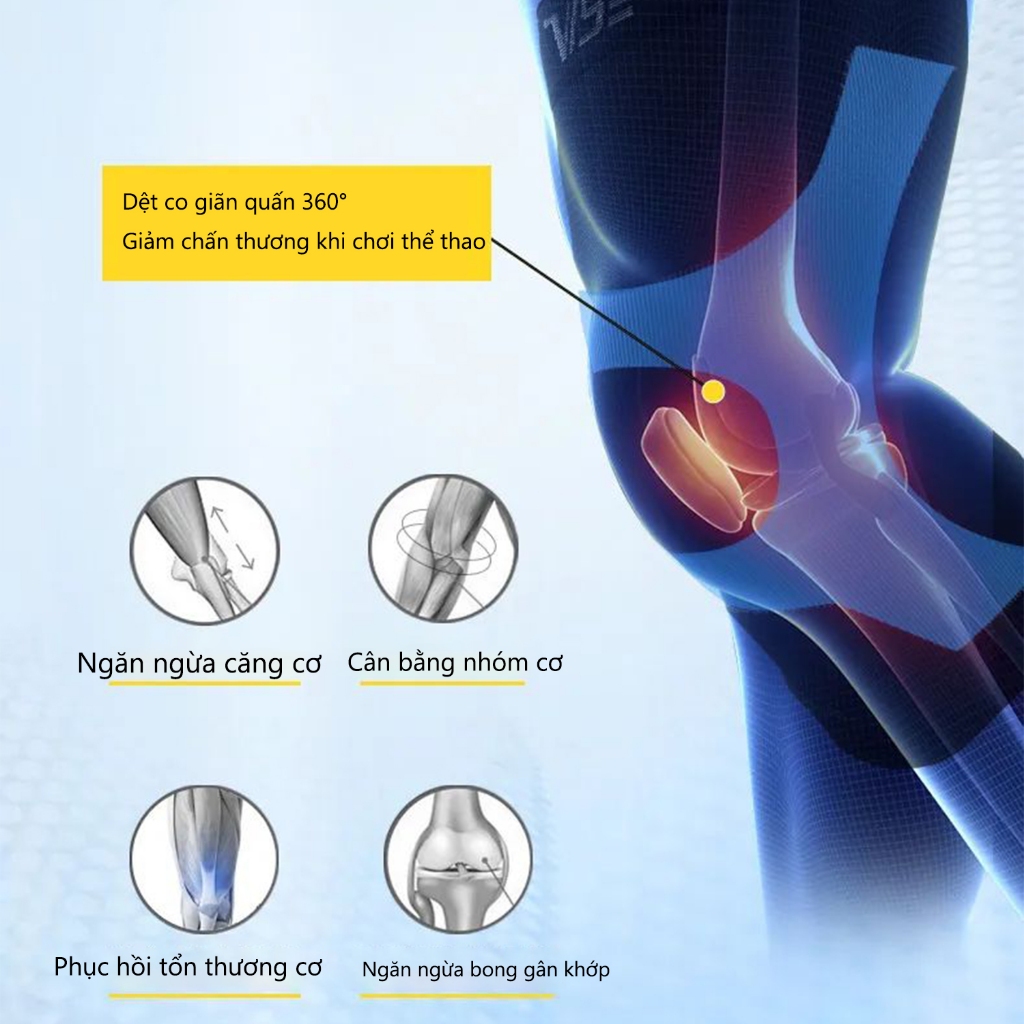 Dệt co giãn quấn 360°
Giảm chấn thương khi chơi thể thao
Ngăn ngừa căng cơ
Cân bằng nhóm cơ
Phục hồi tổn thương cơ
Ngăn ngừa bong gân khớp